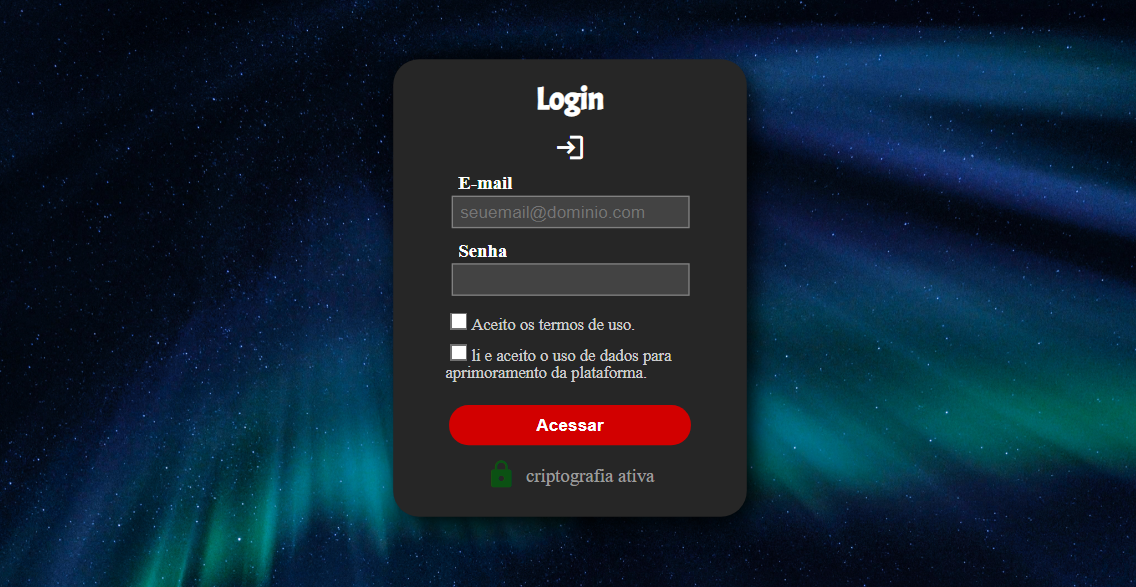 Login
E-mail
seuemail@dominio.com
Senha
Aceito os termos de uso.
li e aceito o uso de dados para
aprimoramento da plataforma.
Acessar
criptografia ativa